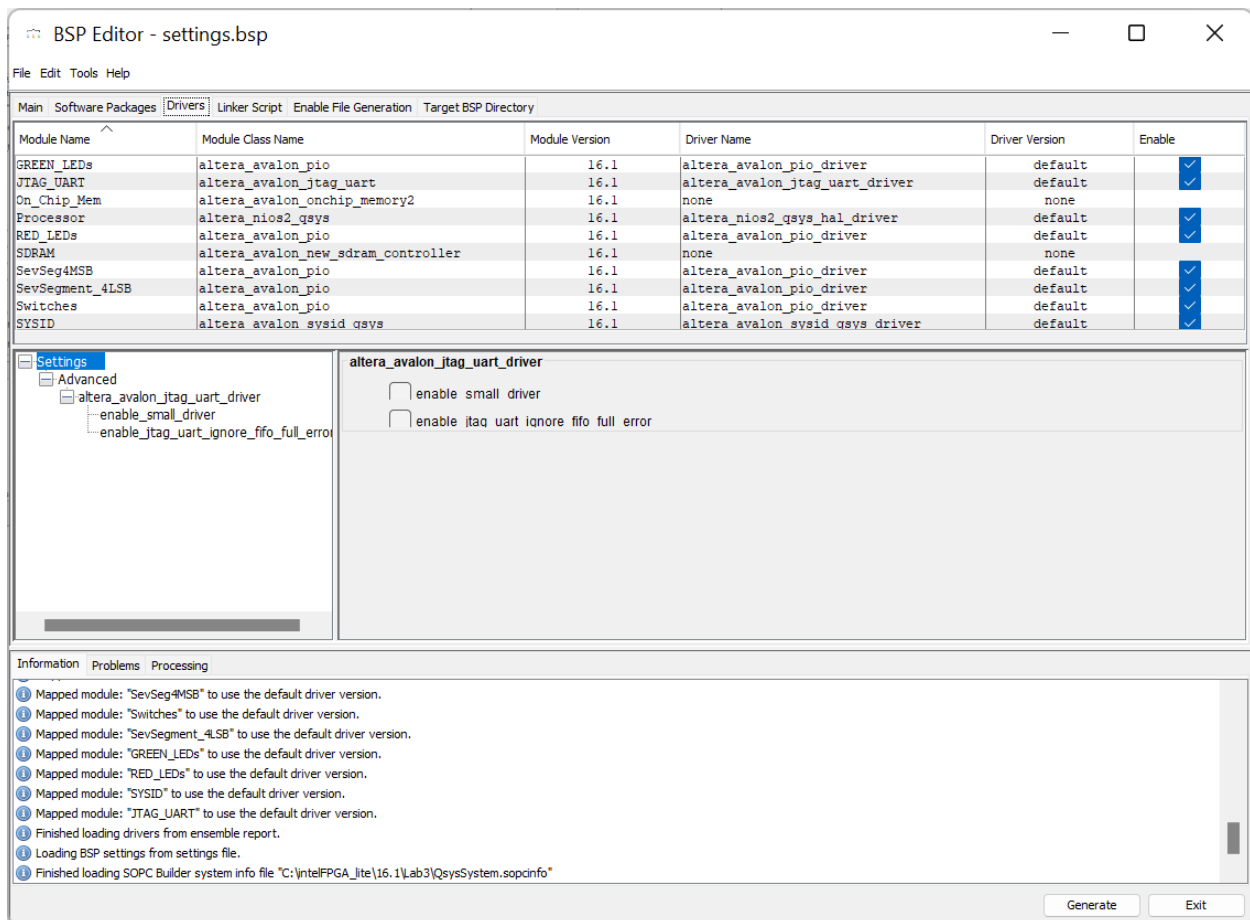 BSP Editor - settings.bsp
File Edit Tools Help
Main Software Packages Drivers Linker Script Enable File Generation Target BSP Directory
Module Name Module Class Name Module Version Driver Name Driver Version Enable
GREEN_LEDs altera_avalon_pio 16.1 altera_avalon_pio_driver default
JTAG_UART altera_avalon_jtag_uart 16.1 altera_avalon_jtag_uart_driver default
On_Chip_Mem altera_avalon_onchip_memory2 16.1 none none
Processor altera_nios2_qsys 16.1 altera_nios2_qsys_hal_driver default
RED_LEDs altera_avalon_pio 16.1 altera_avalon_pio_driver default
SDRAM altera_avalon_new_sdram_controller 16.1 none none
SevSeg4MSB altera_avalon_pio 16.1 altera_avalon_pio_driver default
SevSegment_4LSB altera_avalon_pio 16.1 altera_avalon_pio_driver default
Switches altera_avalon_pio 16.1 altera_avalon_pio_driver default
SYSID altera_avalon_sysid_qsys 16.1 altera_avalon_sysid_qsys_driver default
Settings
Advanced
altera_avalon_jtag_uart_driver
enable_small_driver
enable_jtag_uart_ignore_fifo_full_error
altera_avalon_jtag_uart_driver
enable_small_driver
enable_jtag_uart_ignore_fifo_full_error
Information Problems Processing
Mapped module: "SevSeg4MSB" to use the default driver version.
Mapped module: "Switches" to use the default driver version.
Mapped module: "SevSegment_4LSB" to use the default driver version.
Mapped module: "GREEN_LEDs" to use the default driver version.
Mapped module: "RED_LEDs" to use the default driver version.
Mapped module: "SYSID" to use the default driver version.
Mapped module: "JTAG_UART" to use the default driver version.
Finished loading drivers from ensemble report.
Loading BSP settings from settings file.
Finished loading SOPC Builder system info file "C:\intelFPGA_lite\16.1\Lab3\QsysSystem.sopcinfo"
Generate Exit